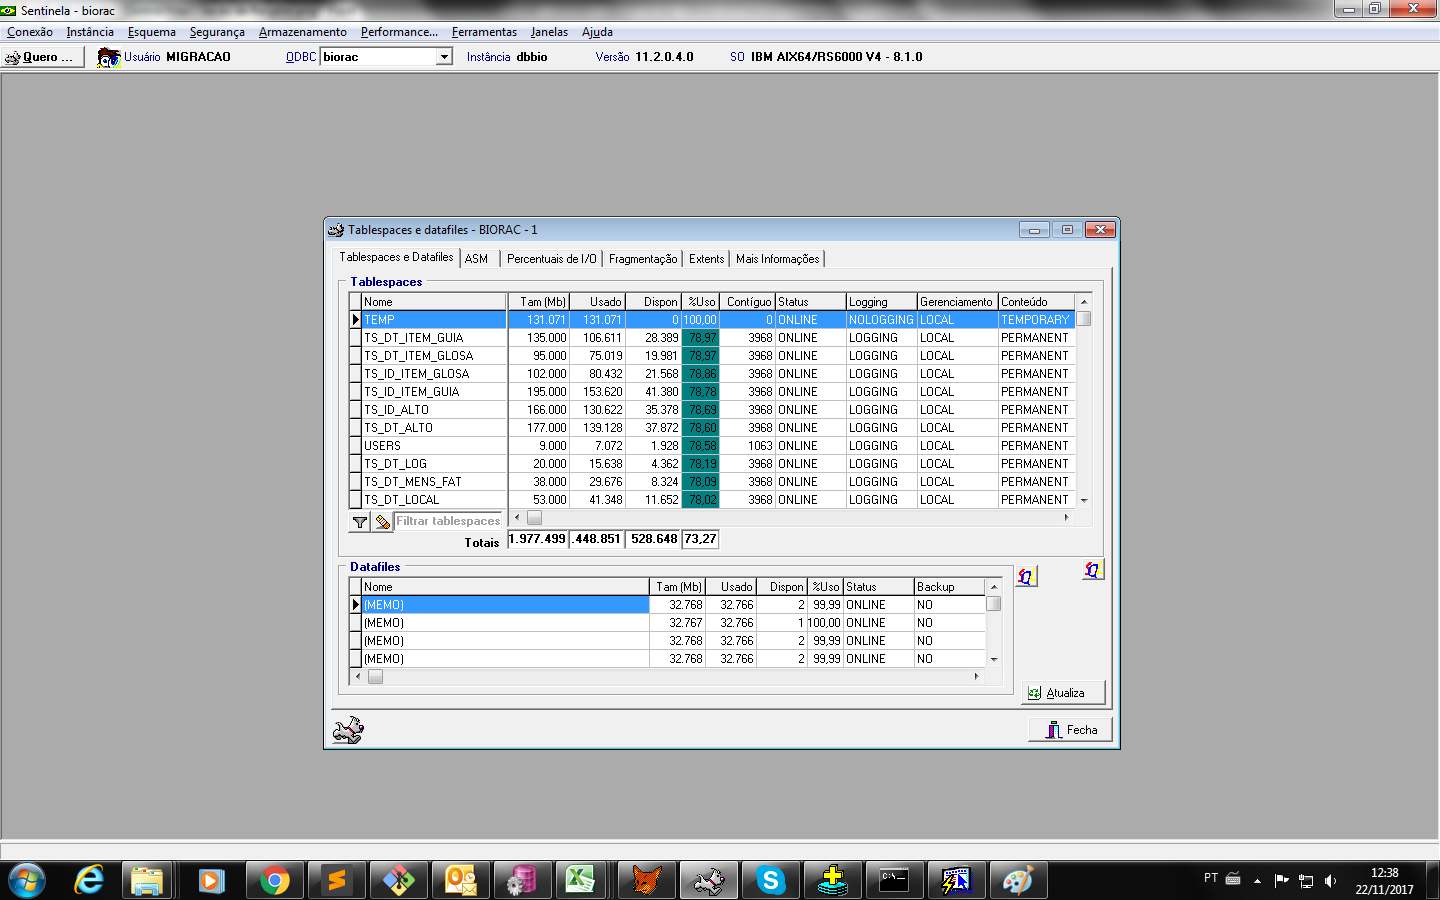 Sentinela - biorac
Conexão Instância Esquema Segurança Armazenamento Performance... Ferramentas Janelas Ajuda
Quero ... Usuário MIGRACAO ODBC biorac Instância dbbio Versão 11.2.0.4.0 SO IBM AIX64/RS6000 V4 - 8.1.0
Tablespaces e datafiles - BIORAC - 1
Tablespaces e Datafiles ASM Percentuais de I/O Fragmentação Extents Mais Informações
Tablespaces
Nome Tam (Mb) Usado Dispon %Uso Contíguo Status Logging Gerenciamento Conteúdo
TEMP 131.071 131.071 0 100,00 0 ONLINE NOLOGGING LOCAL TEMPORARY
TS_DT_ITEM_GUIA 135.000 106.611 28.389 78,97 3968 ONLINE LOGGING LOCAL PERMANENT
TS_DT_ITEM_GLOSA 95.000 75.019 19.981 78,97 3968 ONLINE LOGGING LOCAL PERMANENT
TS_ID_ITEM_GLOSA 102.000 80.432 21.568 78,86 3968 ONLINE LOGGING LOCAL PERMANENT
TS_ID_ITEM_GUIA 195.000 153.620 41.380 78,78 3968 ONLINE LOGGING LOCAL PERMANENT
TS_ID_ALTO 166.000 130.622 35.378 78,69 3968 ONLINE LOGGING LOCAL PERMANENT
TS_DT_ALTO 177.000 139.128 37.872 78,60 3968 ONLINE LOGGING LOCAL PERMANENT
USERS 9.000 7.072 1.928 78,58 1063 ONLINE LOGGING LOCAL PERMANENT
TS_DT_LOG 20.000 15.638 4.362 78,19 3968 ONLINE LOGGING LOCAL PERMANENT
TS_DT_MENS_FAT 38.000 29.676 8.324 78,09 3968 ONLINE LOGGING LOCAL PERMANENT
TS_DT_LOCAL 53.000 41.348 11.652 78,02 3968 ONLINE LOGGING LOCAL PERMANENT
Filtrar tablespaces
Totais 1.977.499 .448.851 528.648 73,27
Datafiles
Nome Tam (Mb) Usado Dispon %Uso Status Backup
(MEMO) 32.768 32.766 2 99,99 ONLINE NO
(MEMO) 32.767 32.766 1 100,00 ONLINE NO
(MEMO) 32.768 32.766 2 99,99 ONLINE NO
(MEMO) 32.768 32.766 2 99,99 ONLINE NO
Atualiza
Fecha
PT 12:38
22/11/2017